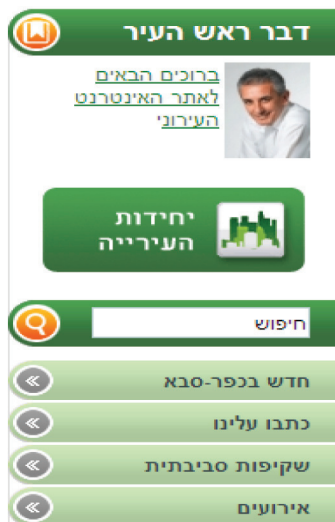 דבר ראש העיר
ברוכים הבאים
לאתר האינטרנט
העירוני
יחידות
העירייה
חיפוש
חדש בכפר-סבא
כתבו עלינו
שקיפות סביבתית
אירועים